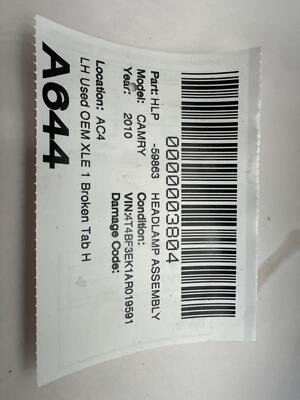 0000003804
Part: HLP -59863 HEADLAMP ASSEMBLY
Model: CAMRY Condition:
Year: 2010 VIN:4T4BF3EK1AR019591
Damage Code:
Location: AC4
LH Used OEM XLE 1 Broken Tab H
A644